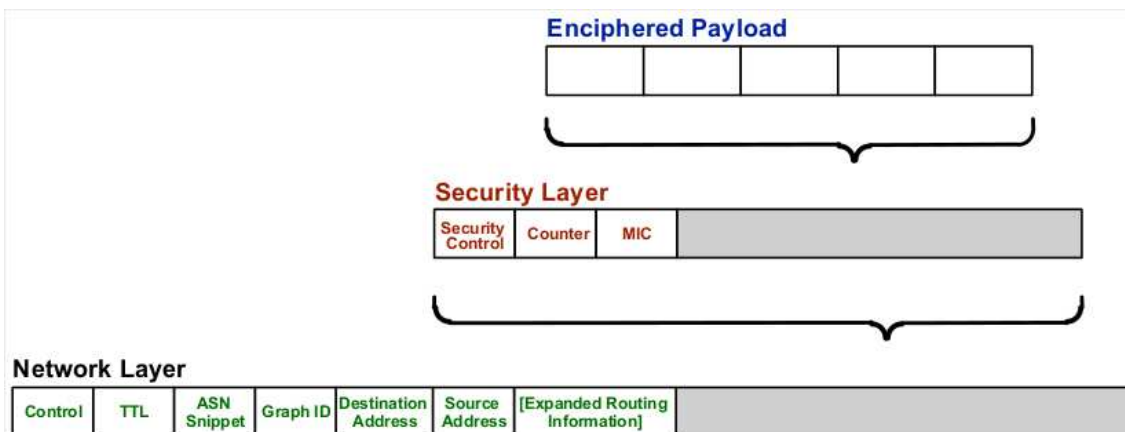 Enciphered Payload
Security Layer
Security
Control
Counter
MIC
Network Layer
Control
TTL
ASN
Snippet
Graph ID
Destination
Address
Source
Address
[Expanded Routing
Information]